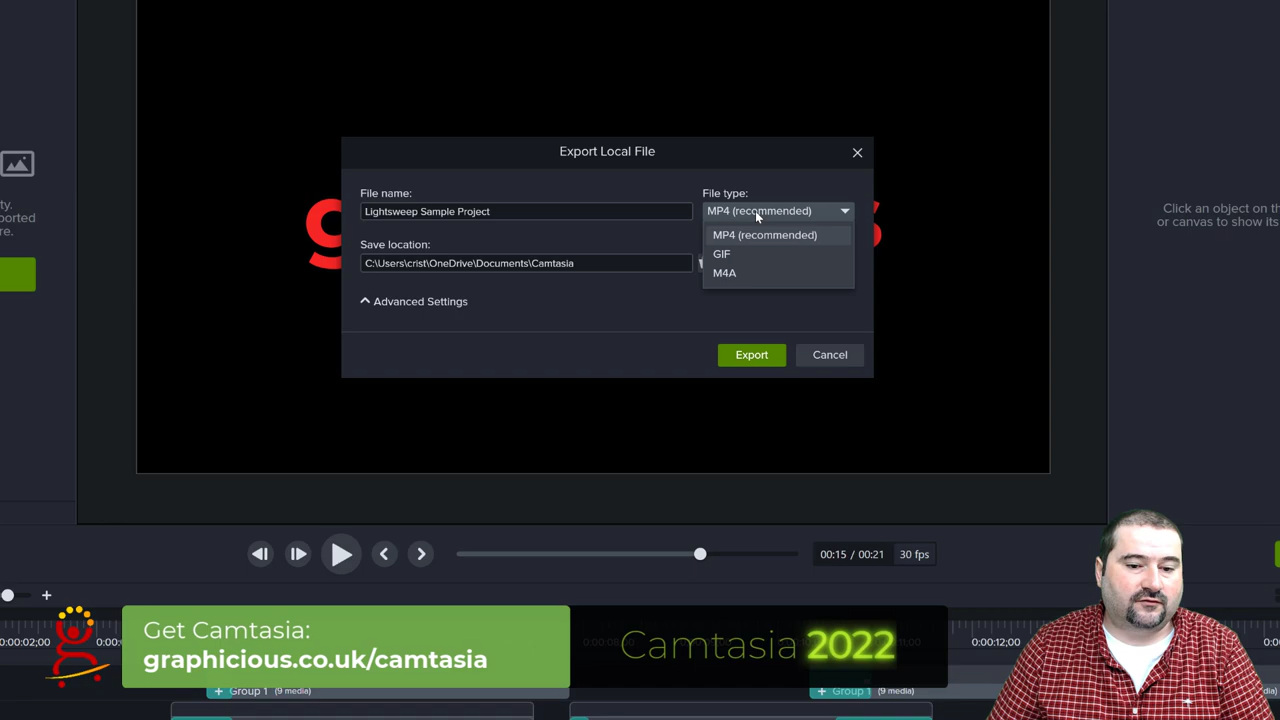 Export Local File
File name:
File type:
Lightsweep Sample Project
MP4 (recommended)
MP4 (recommended)
GIF
M4A
Save location:
C:\Users\crist\OneDrive\Documents\Camtasia
Advanced Settings
Export
Cancel
ty.
ported
re.
Click an object on th
or canvas to show its
00:15 / 00:21
30 fps
0:00:02;00
0:00:12;00
Get Camtasia:
graphicious.co.uk/camtasia
Camtasia 2022
Group 1 (9 media)
Group 1 (9 media)